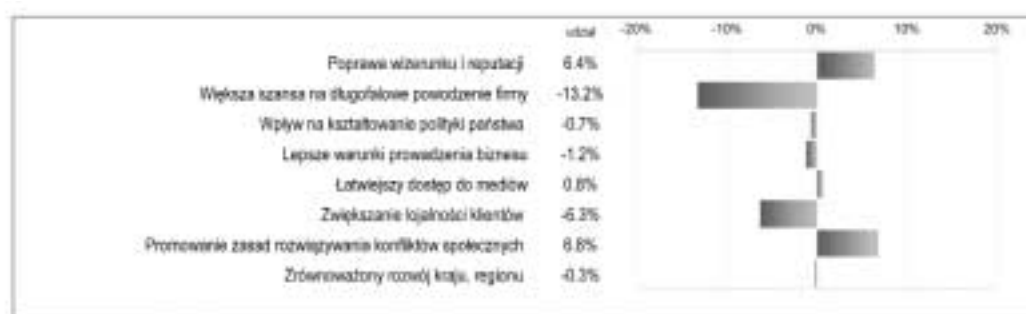 udział -20% -10% 0% 10% 20%
Poprawa wizerunku i reputacji 6.4%
Większa szansa na długofalowe powodzenie firmy -13.2%
Wpływ na kształtowanie polityki państwa -0.7%
Lepsze warunki prowadzenia biznesu -1.2%
Łatwiejszy dostęp do mediów 0.8%
Zwiększanie lojalności klientów -6.3%
Promowanie zasad rozwiązywania konfliktów społecznych 6.8%
Zrównoważony rozwój kraju, regionu -0.3%